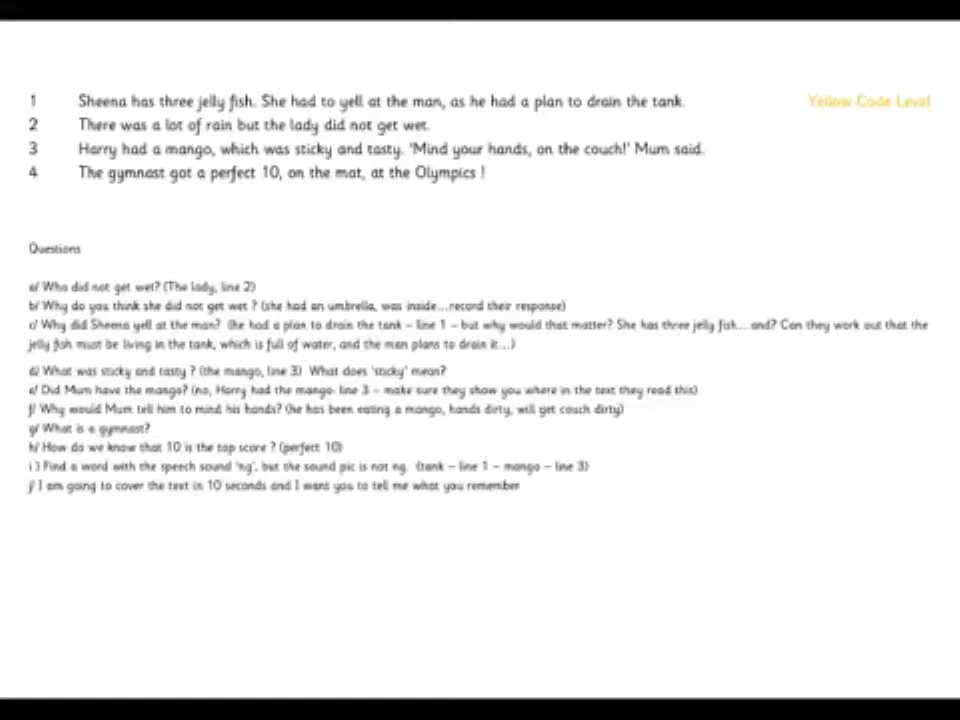 1 Sheena has three jelly fish. She had to yell at the man, as he had a plan to drain the tank. Yellow Code Level
2 There was a lot of rain but the lady did not get wet.
3 Harry had a mango, which was sticky and tasty. 'Mind your hands, on the couch!' Mum said.
4 The gymnast got a perfect 10, on the mat, at the Olympics !
Questions
a/ Who did not get wet? (The lady, line 2)
b/ Why do you think she did not get wet ? (she had an umbrella, was inside...record their response)
c/ Why did Sheena yell at the man? (he had a plan to drain the tank – line 1 – but why would that matter? She has three jelly fish... and? Can they work out that the
jelly fish must be living in the tank, which is full of water, and the man plans to drain it...)
d/ What was sticky and tasty ? (the mango, line 3) What does 'sticky' mean?
e/ Did Mum have the mango? (no, Harry had the mango- line 3 – make sure they show you where in the text they read this)
f/ Why would Mum tell him to mind his hands? (he has been eating a mango, hands dirty, will get couch dirty)
g/ What is a gymnast?
h/ How do we know that 10 is the top score ? (perfect 10)
i ) Find a word with the speech sound 'ng', but the sound pic is not ng. (tank – line 1 – mango – line 3)
j/ I am going to cover the text in 10 seconds and I want you to tell me what you remember